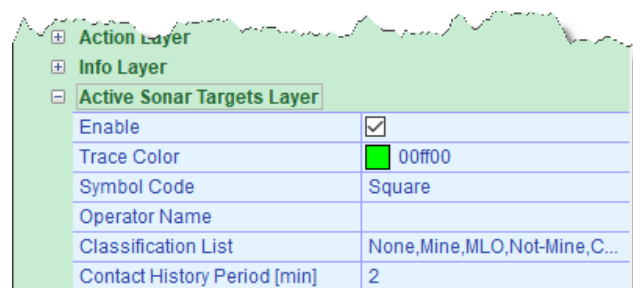 Action Layer
Info Layer
Active Sonar Targets Layer
Enable
Trace Color 00ff00
Symbol Code Square
Operator Name
Classification List None,Mine,MLO,Not-Mine,C...
Contact History Period [min] 2